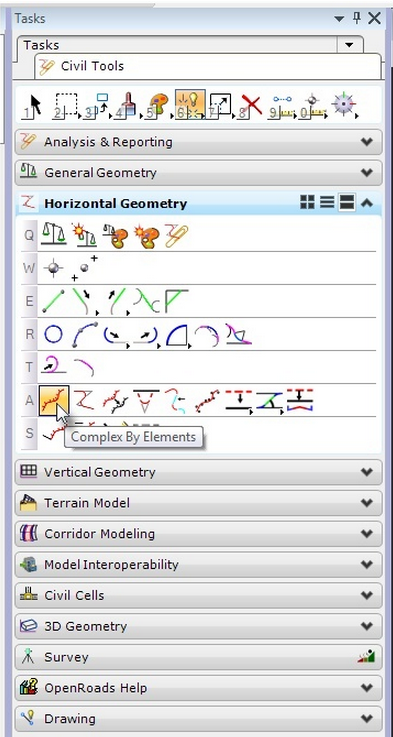 Tasks
Tasks
Civil Tools
1 2 3 4 5 6 7 8 9 0
Analysis & Reporting
General Geometry
Horizontal Geometry
Q
W
E
R
T
A
Complex By Elements
S
Vertical Geometry
Terrain Model
Corridor Modeling
Model Interoperability
Civil Cells
3D Geometry
Survey
OpenRoads Help
Drawing